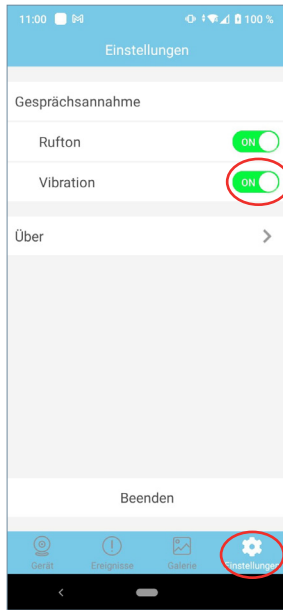 11:00 100 %
Einstellungen
Gesprächsannahme
Rufton ON
Vibration ON
Über
Beenden
Gerät Ereignisse Galerie Einstellungen